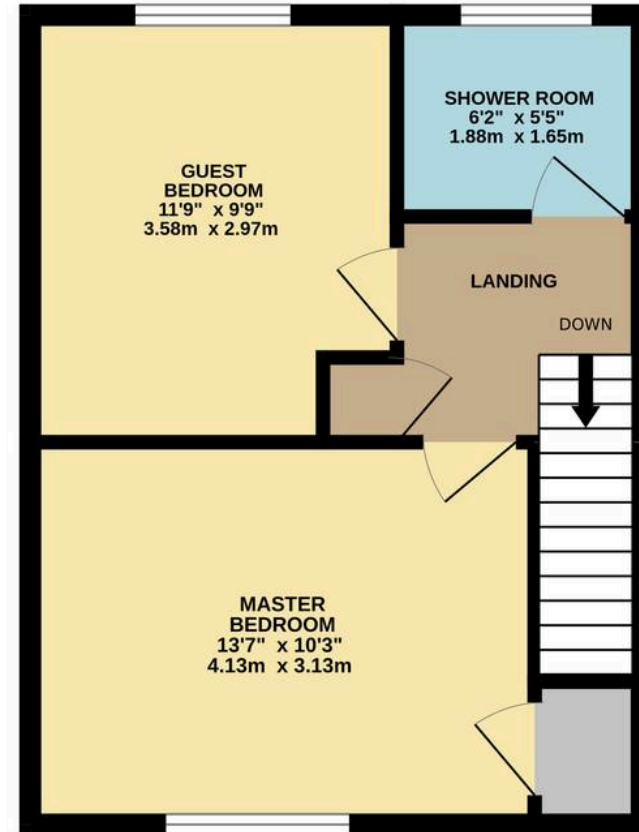 SHOWER ROOM
6'2" x 5'5"
1.88m x 1.65m
GUEST
BEDROOM
11'9" x 9'9"
3.58m x 2.97m
LANDING
DOWN
MASTER
BEDROOM
13'7" x 10'3"
4.13m x 3.13m